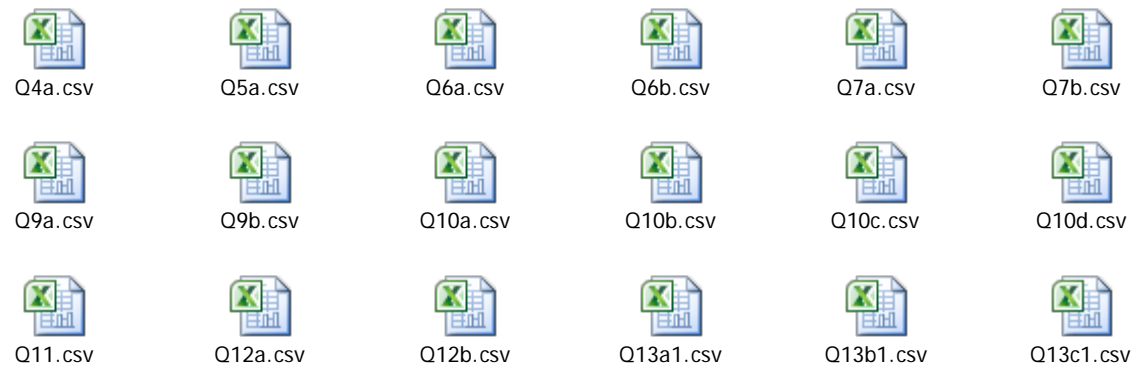 Q4a.csv Q5a.csv Q6a.csv Q6b.csv Q7a.csv Q7b.csv
Q9a.csv Q9b.csv Q10a.csv Q10b.csv Q10c.csv Q10d.csv
Q11.csv Q12a.csv Q12b.csv Q13a1.csv Q13b1.csv Q13c1.csv